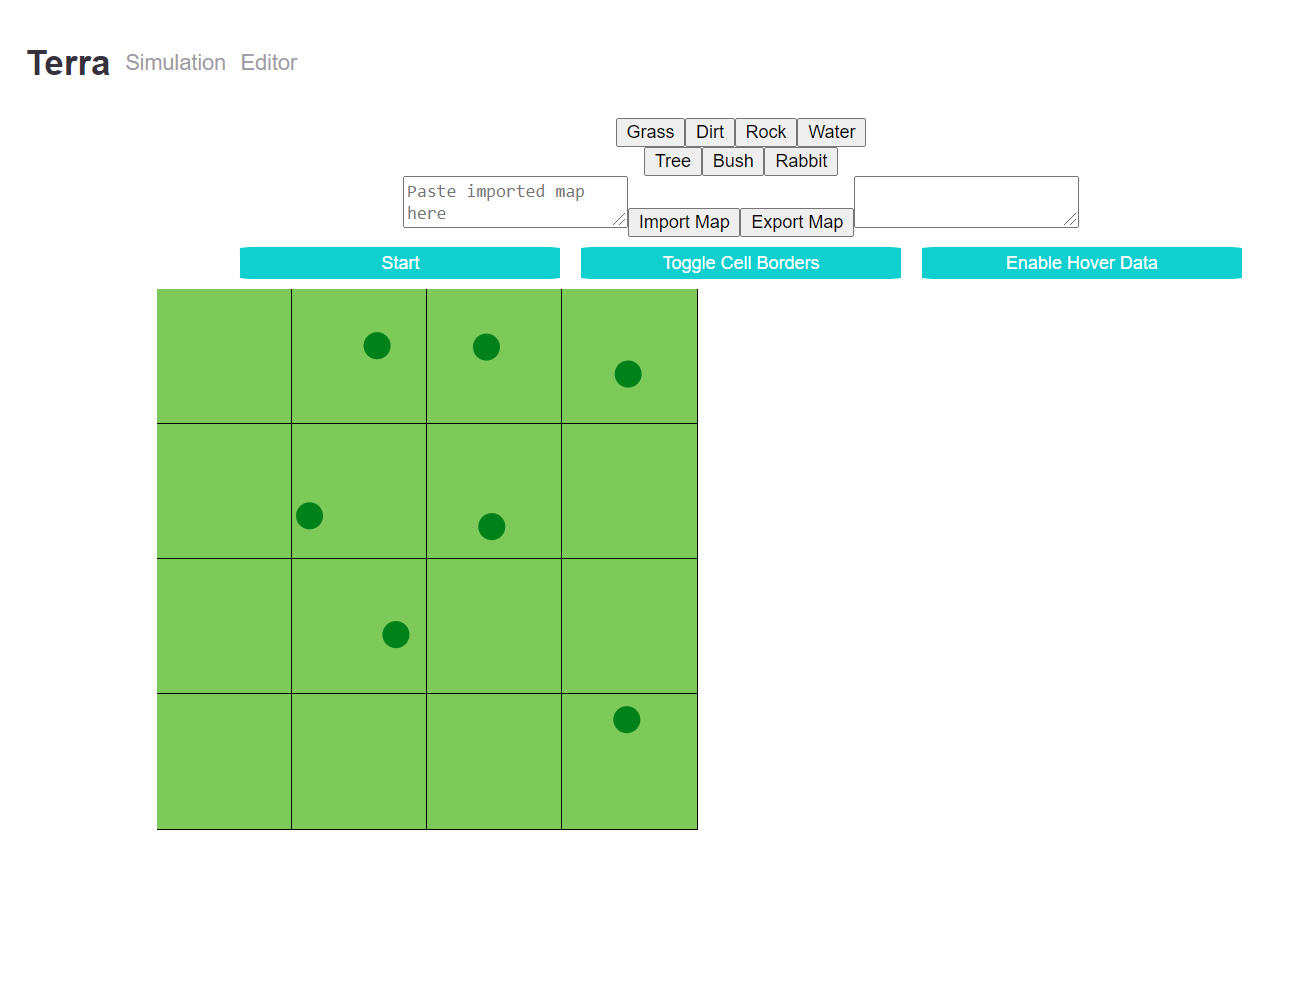 Terra Simulation Editor
Grass Dirt Rock Water
Tree Bush Rabbit
Paste imported map
here
Import Map Export Map
Start Toggle Cell Borders Enable Hover Data